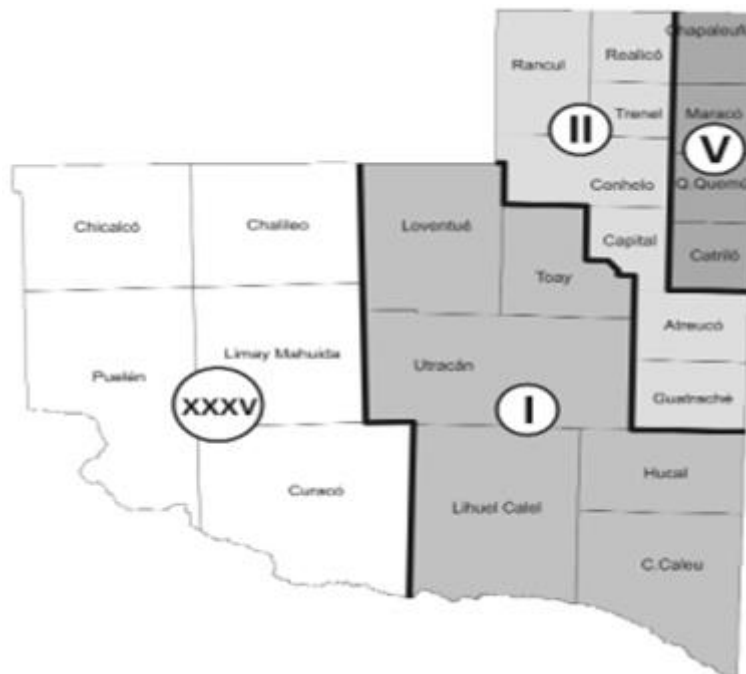 Chapaleufú
Realicó
Rancul
Trenel
Maracó
II
V
Conhelo
Q.Quemú
Chicalcó
Chalileo
Loventué
Capital
Catriló
Toay
Atreucó
Limay Mahuida
Puelén
Utracán
Guatraché
XXXV
I
Hucal
Curacó
Lihuel Calel
C.Caleu